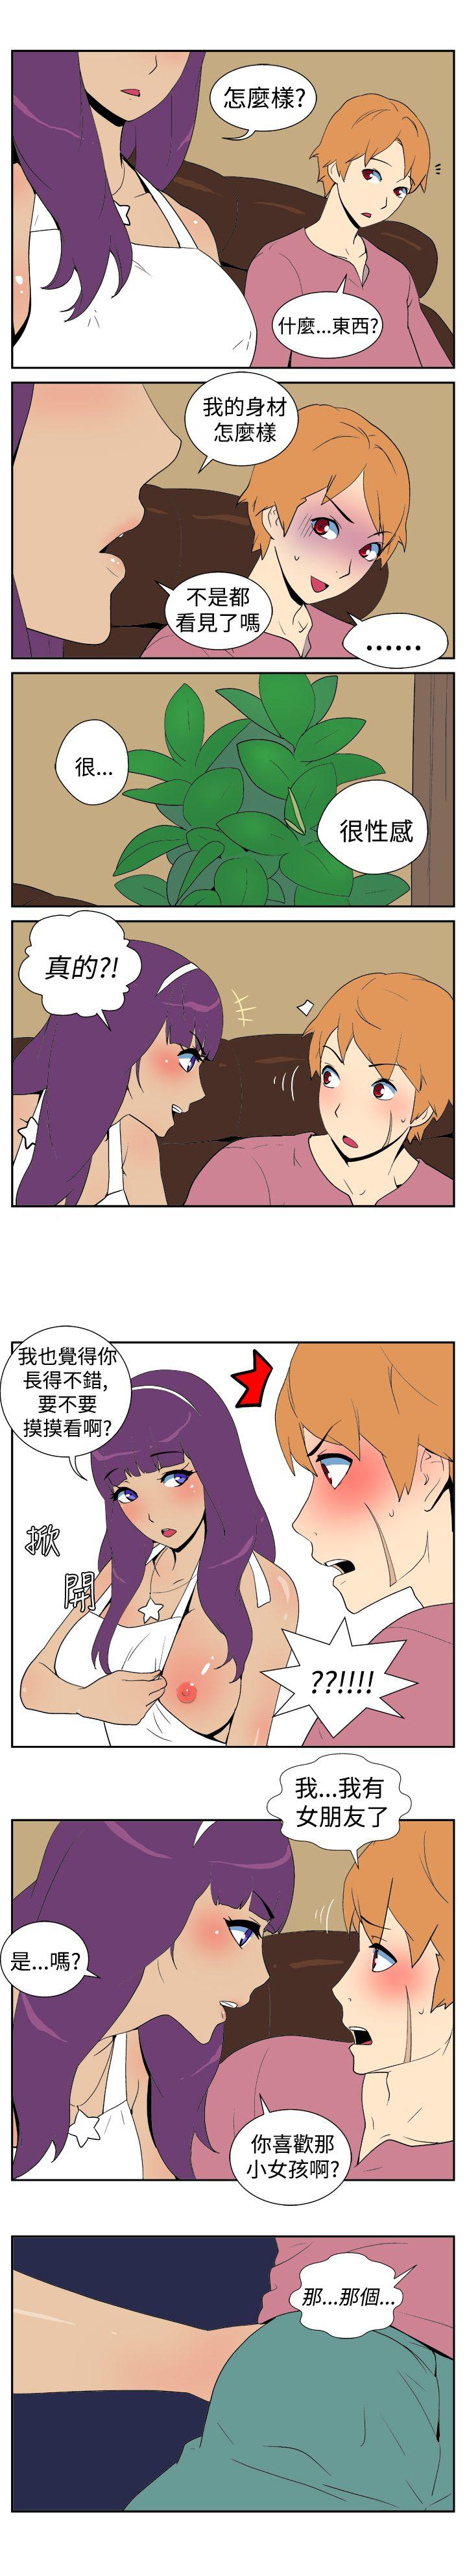 怎麼樣?
什麼...東西?
我的身材
怎麼樣
不是都
看見了嗎
......
很...
很性感
真的?!
我也覺得你
長得不錯,
要不要
摸摸看啊?
掀
開
??!!!!
我...我有
女朋友了
是...嗎?
你喜歡那
小女孩啊?
那...那個...